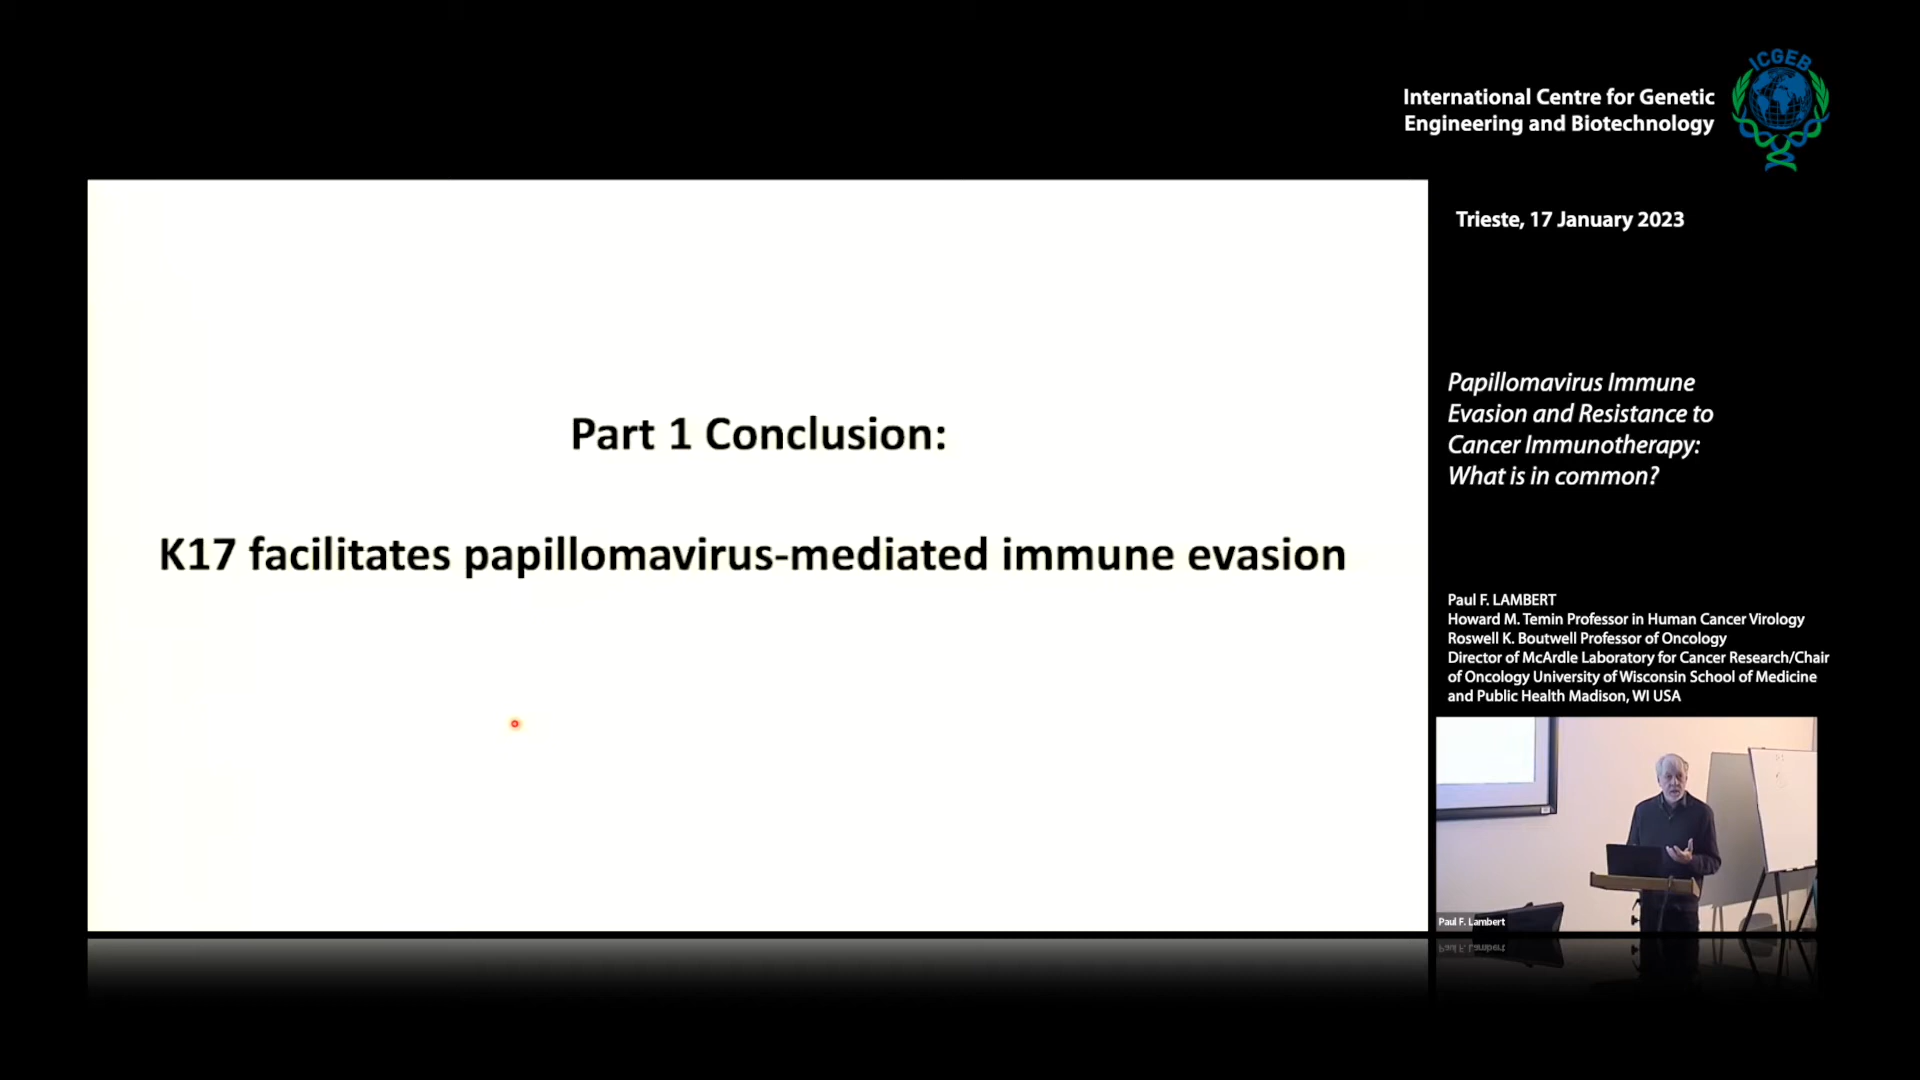 ICGEB
International Centre for Genetic
Engineering and Biotechnology
Trieste, 17 January 2023
Part 1 Conclusion:
K17 facilitates papillomavirus-mediated immune evasion
Papillomavirus Immune
Evasion and Resistance to
Cancer Immunotherapy:
What is in common?
Paul F. LAMBERT
Howard M. Temin Professor in Human Cancer Virology
Roswell K. Boutwell Professor of Oncology
Director of McArdle Laboratory for Cancer Research/Chair
of Oncology University of Wisconsin School of Medicine
and Public Health Madison, WI USA
Paul F. Lambert